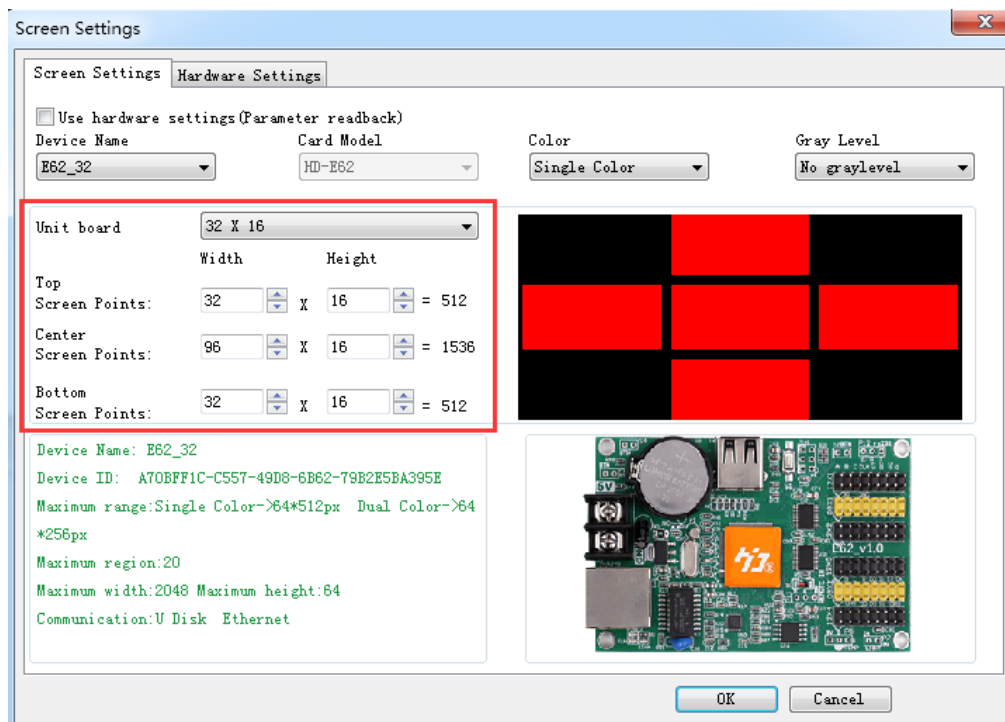 Screen Settings
Screen Settings Hardware Settings
Use hardware settings(Parameter readback)
Device Name Card Model Color Gray Level
E62_32 HD-E62 Single Color No graylevel
Unit board 32 X 16
Width Height
Top
Screen Points: 32 X 16 = 512
Center
Screen Points: 96 X 16 = 1536
Bottom
Screen Points: 32 X 16 = 512
Device Name: E62_32
Device ID: A70BFF1C-C557-49D8-6B62-79B2E5BA395E
Maximum range:Single Color->64*512px Dual Color->64
*256px
Maximum region:20
Maximum width:2048 Maximum height:64
Communication:U Disk Ethernet
5V
E62_v1.0
OK Cancel